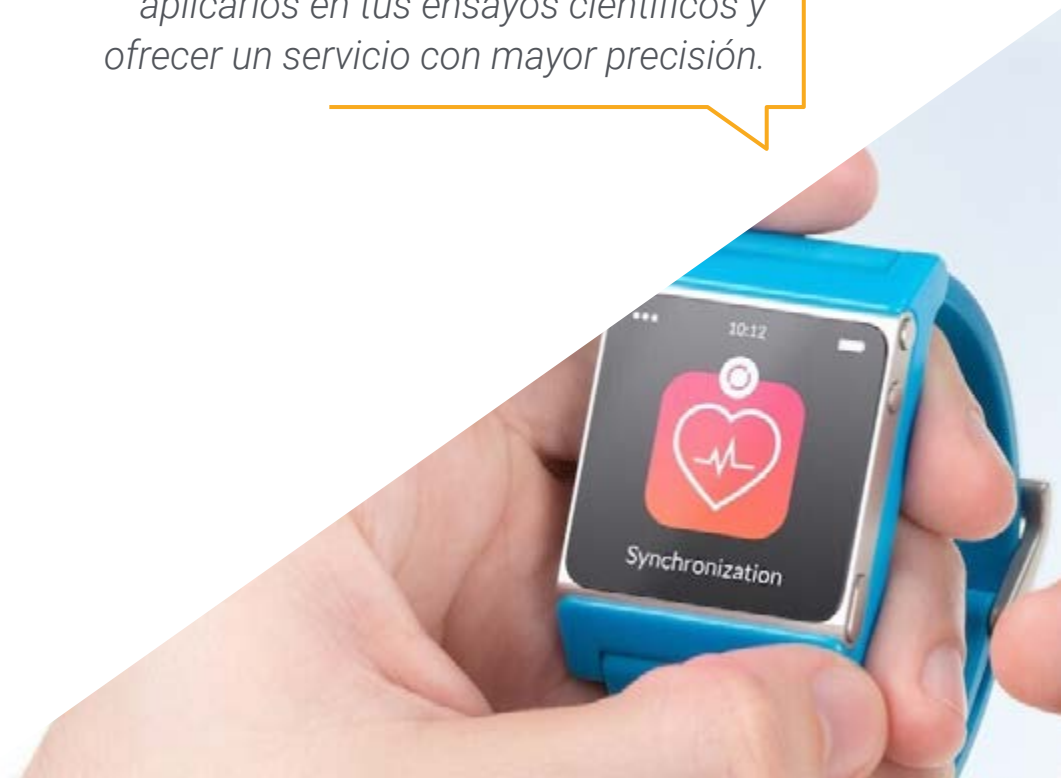 aplicarlos en tus ensayos científicos y
ofrecer un servicio con mayor precisión.
10:12
Synchronization